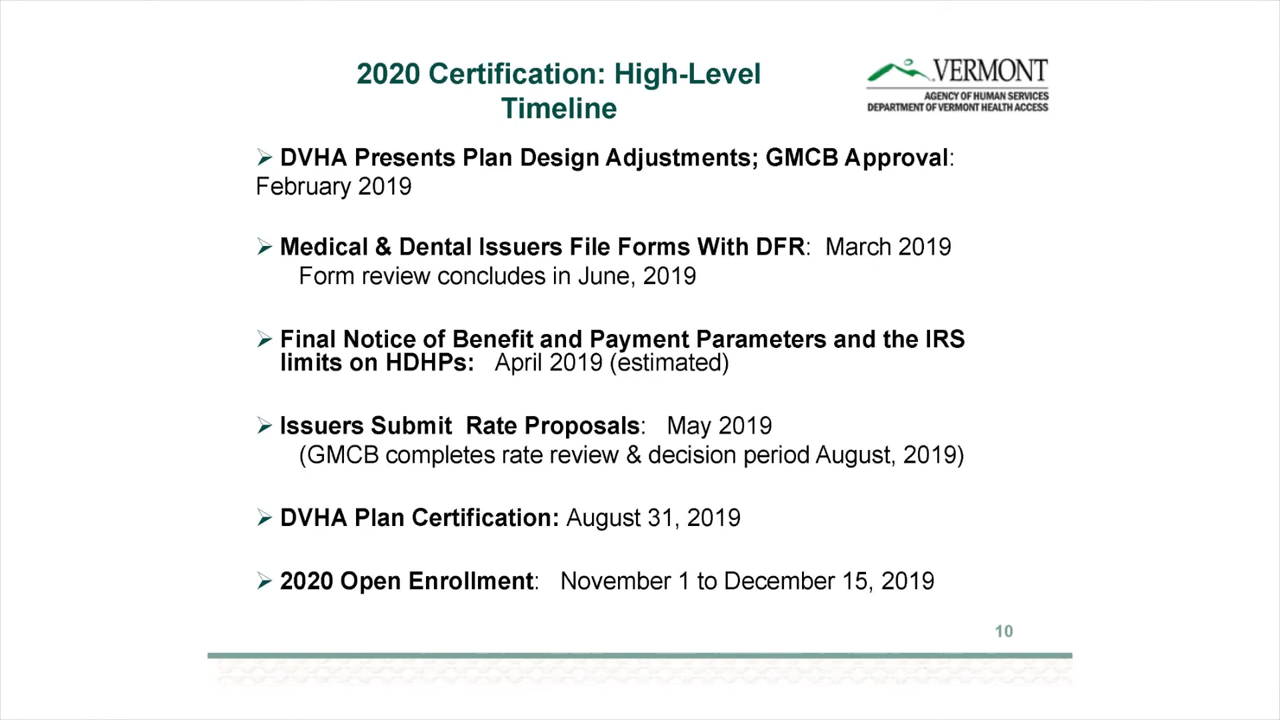 2020 Certification: High-Level
Timeline
VERMONT
AGENCY OF HUMAN SERVICES
DEPARTMENT OF VERMONT HEALTH ACCESS
➢ DVHA Presents Plan Design Adjustments; GMCB Approval:
February 2019
➢ Medical & Dental Issuers File Forms With DFR: March 2019
Form review concludes in June, 2019
➢ Final Notice of Benefit and Payment Parameters and the IRS
limits on HDHPs: April 2019 (estimated)
➢ Issuers Submit Rate Proposals: May 2019
(GMCB completes rate review & decision period August, 2019)
➢ DVHA Plan Certification: August 31, 2019
➢ 2020 Open Enrollment: November 1 to December 15, 2019
10